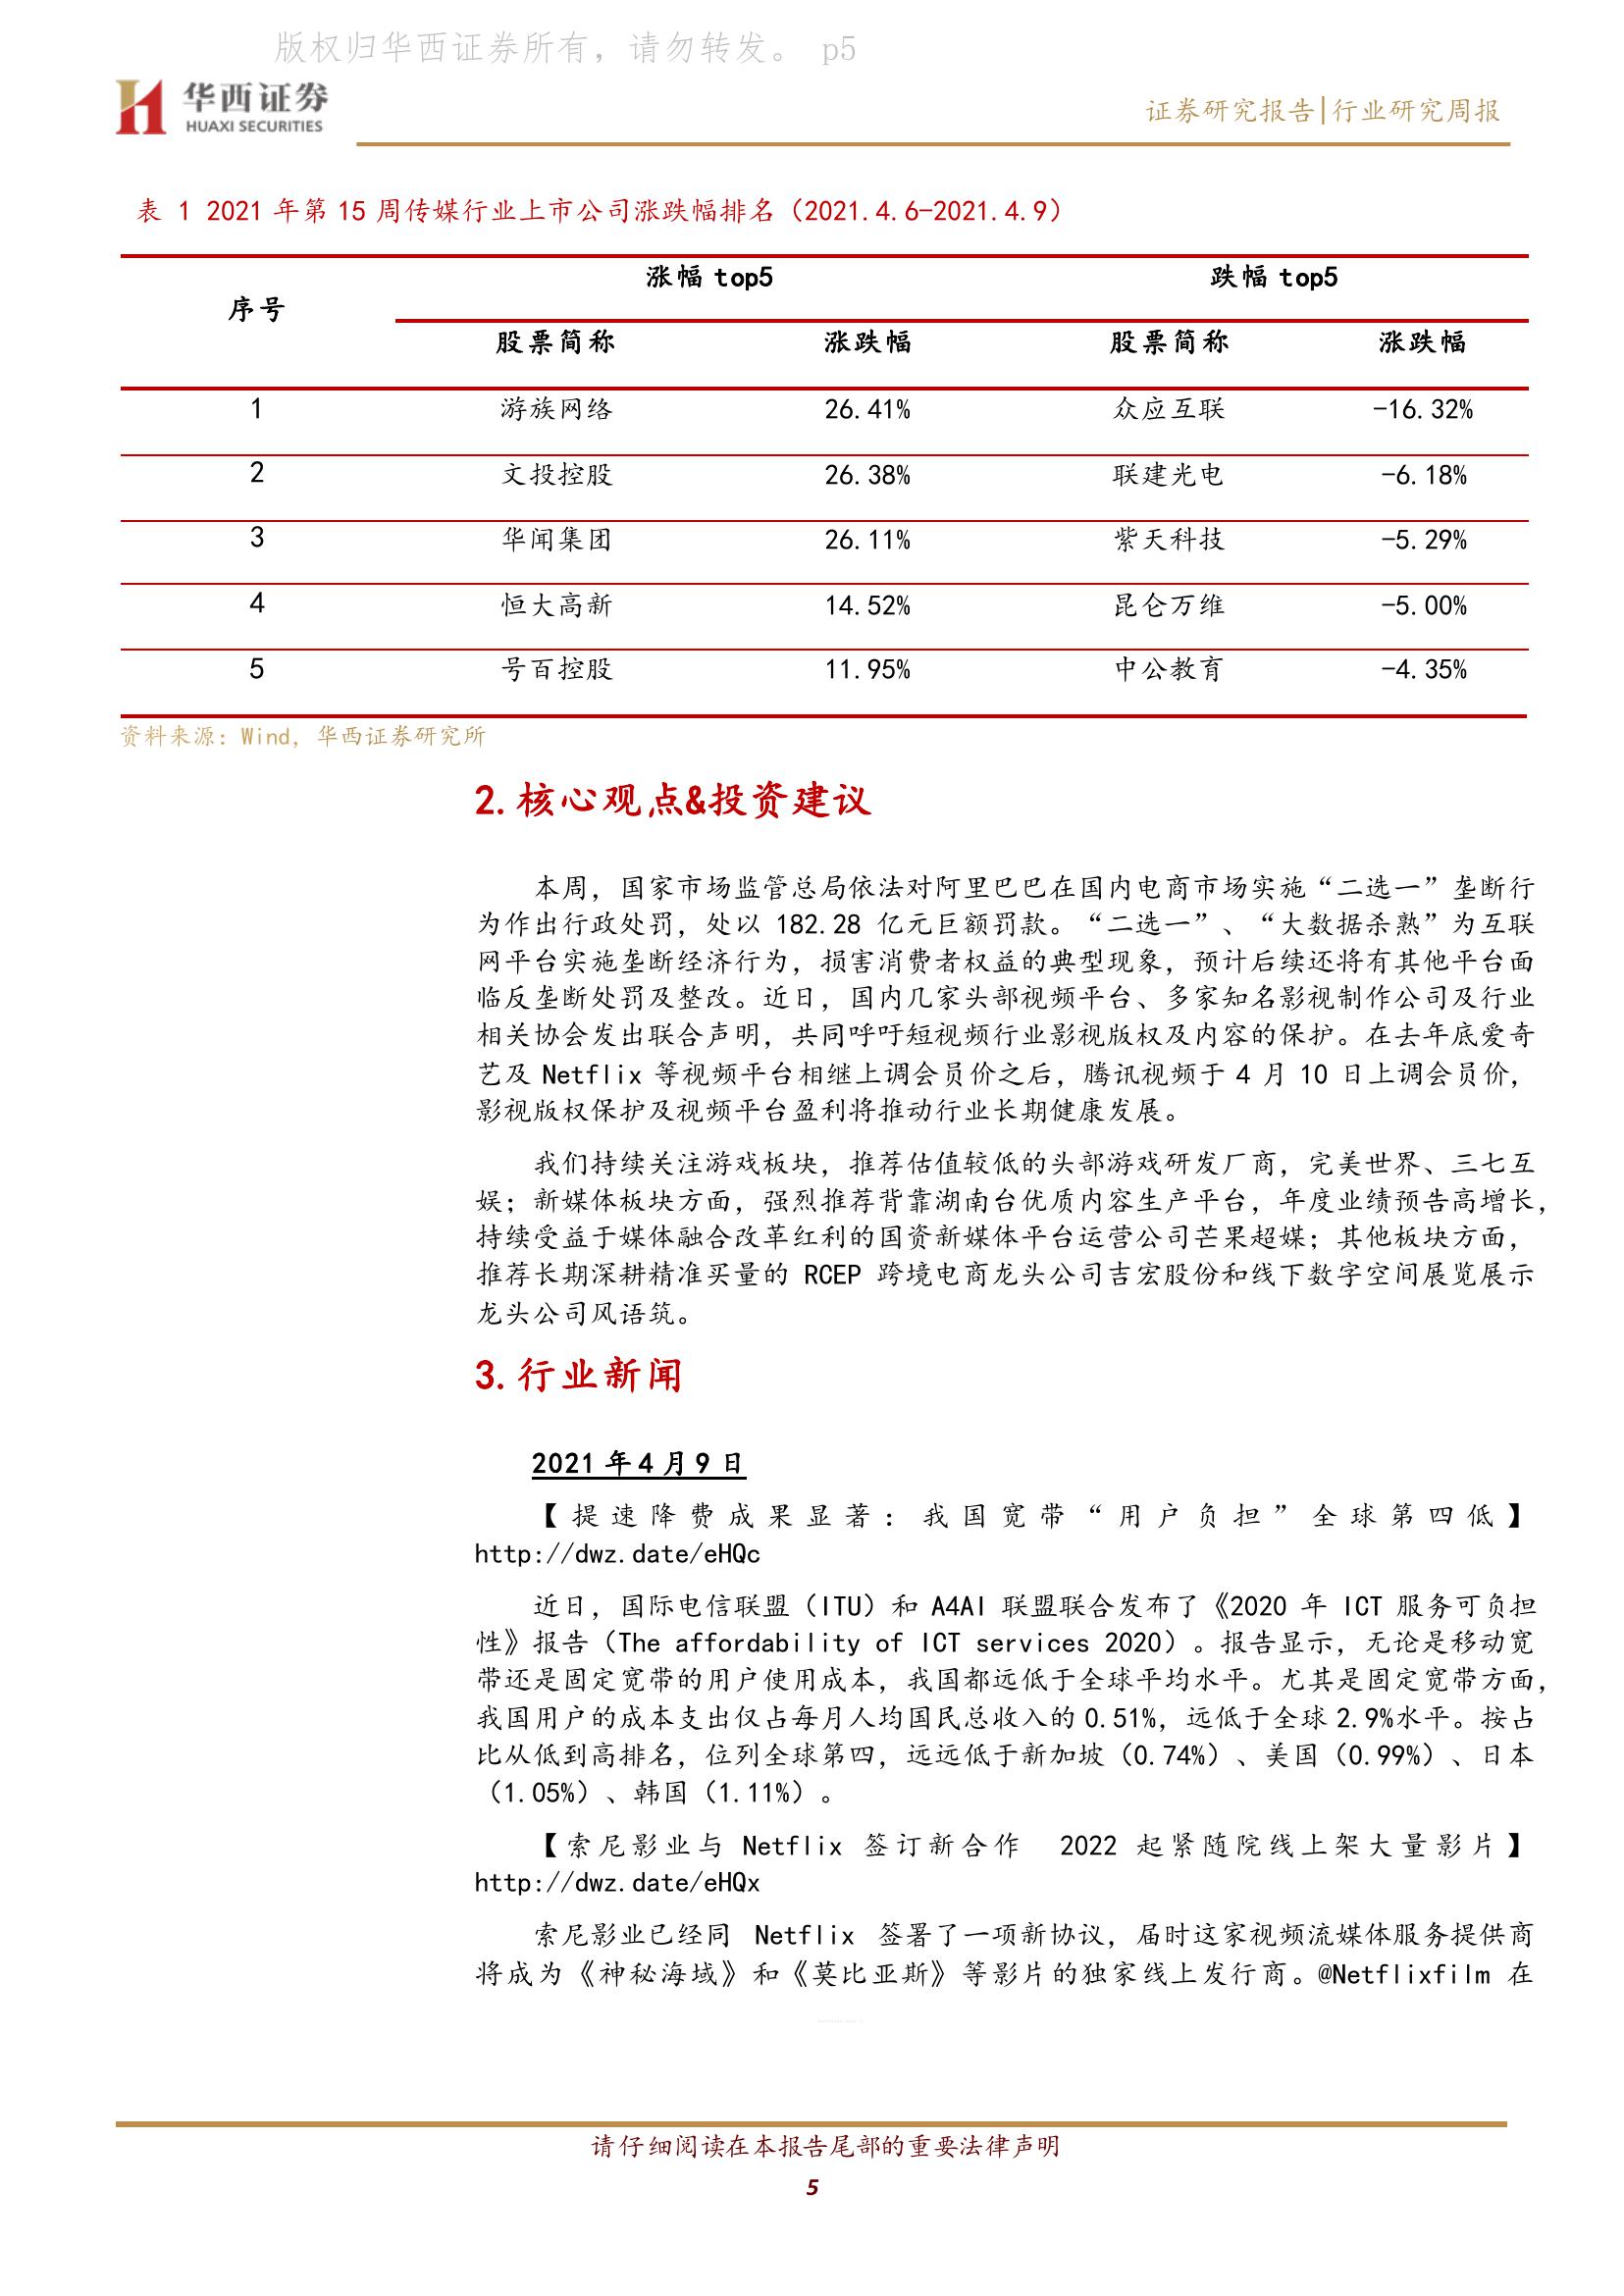 版权归华西证券所有，请勿转发。 p5
华西证券
HUAXI SECURITIES
证券研究报告|行业研究周报
表 1 2021 年第 15 周传媒行业上市公司涨跌幅排名（2021.4.6-2021.4.9）
序号 涨幅 top5 跌幅 top5
股票简称 涨跌幅 股票简称 涨跌幅
1 游族网络 26.41% 众应互联 -16.32%
2 文投控股 26.38% 联建光电 -6.18%
3 华闻集团 26.11% 紫天科技 -5.29%
4 恒大高新 14.52% 昆仑万维 -5.00%
5 号百控股 11.95% 中公教育 -4.35%
资料来源：Wind，华西证券研究所
2.核心观点&投资建议
本周，国家市场监管总局依法对阿里巴巴在国内电商市场实施“二选一”垄断行
为作出行政处罚，处以 182.28 亿元巨额罚款。“二选一”、“大数据杀熟”为互联
网平台实施垄断经济行为，损害消费者权益的典型现象，预计后续还将有其他平台面
临反垄断处罚及整改。近日，国内几家头部视频平台、多家知名影视制作公司及行业
相关协会发出联合声明，共同呼吁短视频行业影视版权及内容的保护。在去年底爱奇
艺及 Netflix 等视频平台相继上调会员价之后，腾讯视频于 4 月 10 日上调会员价，
影视版权保护及视频平台盈利将推动行业长期健康发展。
我们持续关注游戏板块，推荐估值较低的头部游戏研发厂商，完美世界、三七互
娱；新媒体板块方面，强烈推荐背靠湖南台优质内容生产平台，年度业绩预告高增长，
持续受益于媒体融合改革红利的国资新媒体平台运营公司芒果超媒；其他板块方面，
推荐长期深耕精准买量的 RCEP 跨境电商龙头公司吉宏股份和线下数字空间展览展示
龙头公司风语筑。
3.行业新闻
2021 年 4 月 9 日
【提速降费成果显著：我国宽带“用户负担”全球第四低】
http://dwz.date/eHQc
近日，国际电信联盟（ITU）和 A4AI 联盟联合发布了《2020 年 ICT 服务可负担
性》报告（The affordability of ICT services 2020）。报告显示，无论是移动宽
带还是固定宽带的用户使用成本，我国都远低于全球平均水平。尤其是固定宽带方面，
我国用户的成本支出仅占每月人均国民总收入的 0.51%，远低于全球 2.9%水平。按占
比从低到高排名，位列全球第四，远远低于新加坡（0.74%）、美国（0.99%）、日本
（1.05%）、韩国（1.11%）。
【索尼影业与 Netflix 签订新合作 2022 起紧随院线上架大量影片】
http://dwz.date/eHQx
索尼影业已经同 Netflix 签署了一项新协议，届时这家视频流媒体服务提供商
将成为《神秘海域》和《莫比亚斯》等影片的独家线上发行商。@Netflixfilm 在
请仔细阅读在本报告尾部的重要法律声明
5